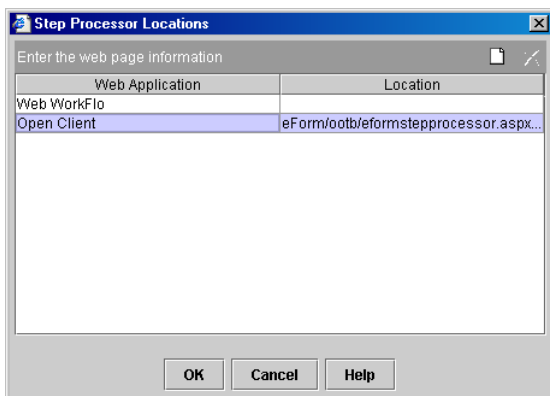 Step Processor Locations
Enter the web page information
Web Application Location
Web WorkFlo
Open Client eForm/ootb/eformstepprocessor.aspx...
OK Cancel Help